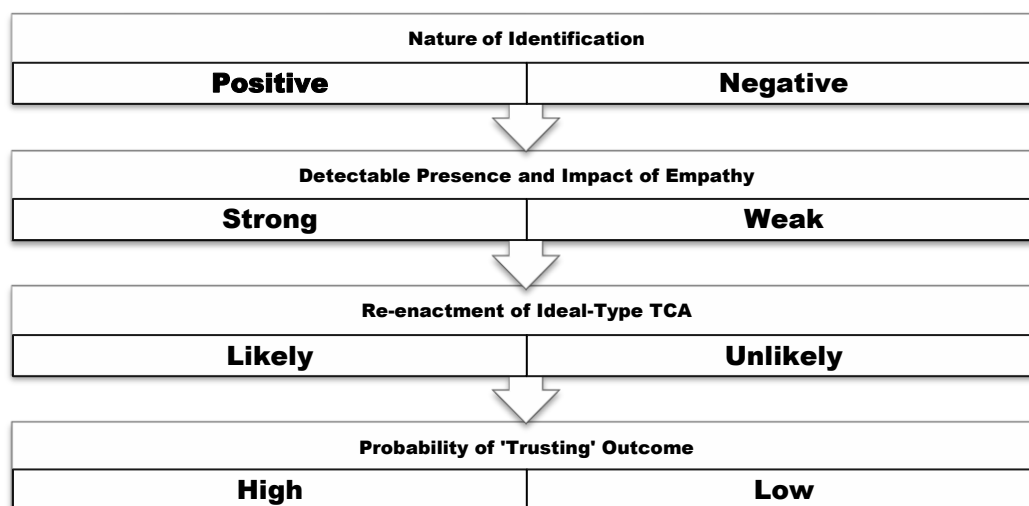 Nature of Identification
Positive Negative
Detectable Presence and Impact of Empathy
Strong Weak
Re-enactment of Ideal-Type TCA
Likely Unlikely
Probability of 'Trusting' Outcome
High Low